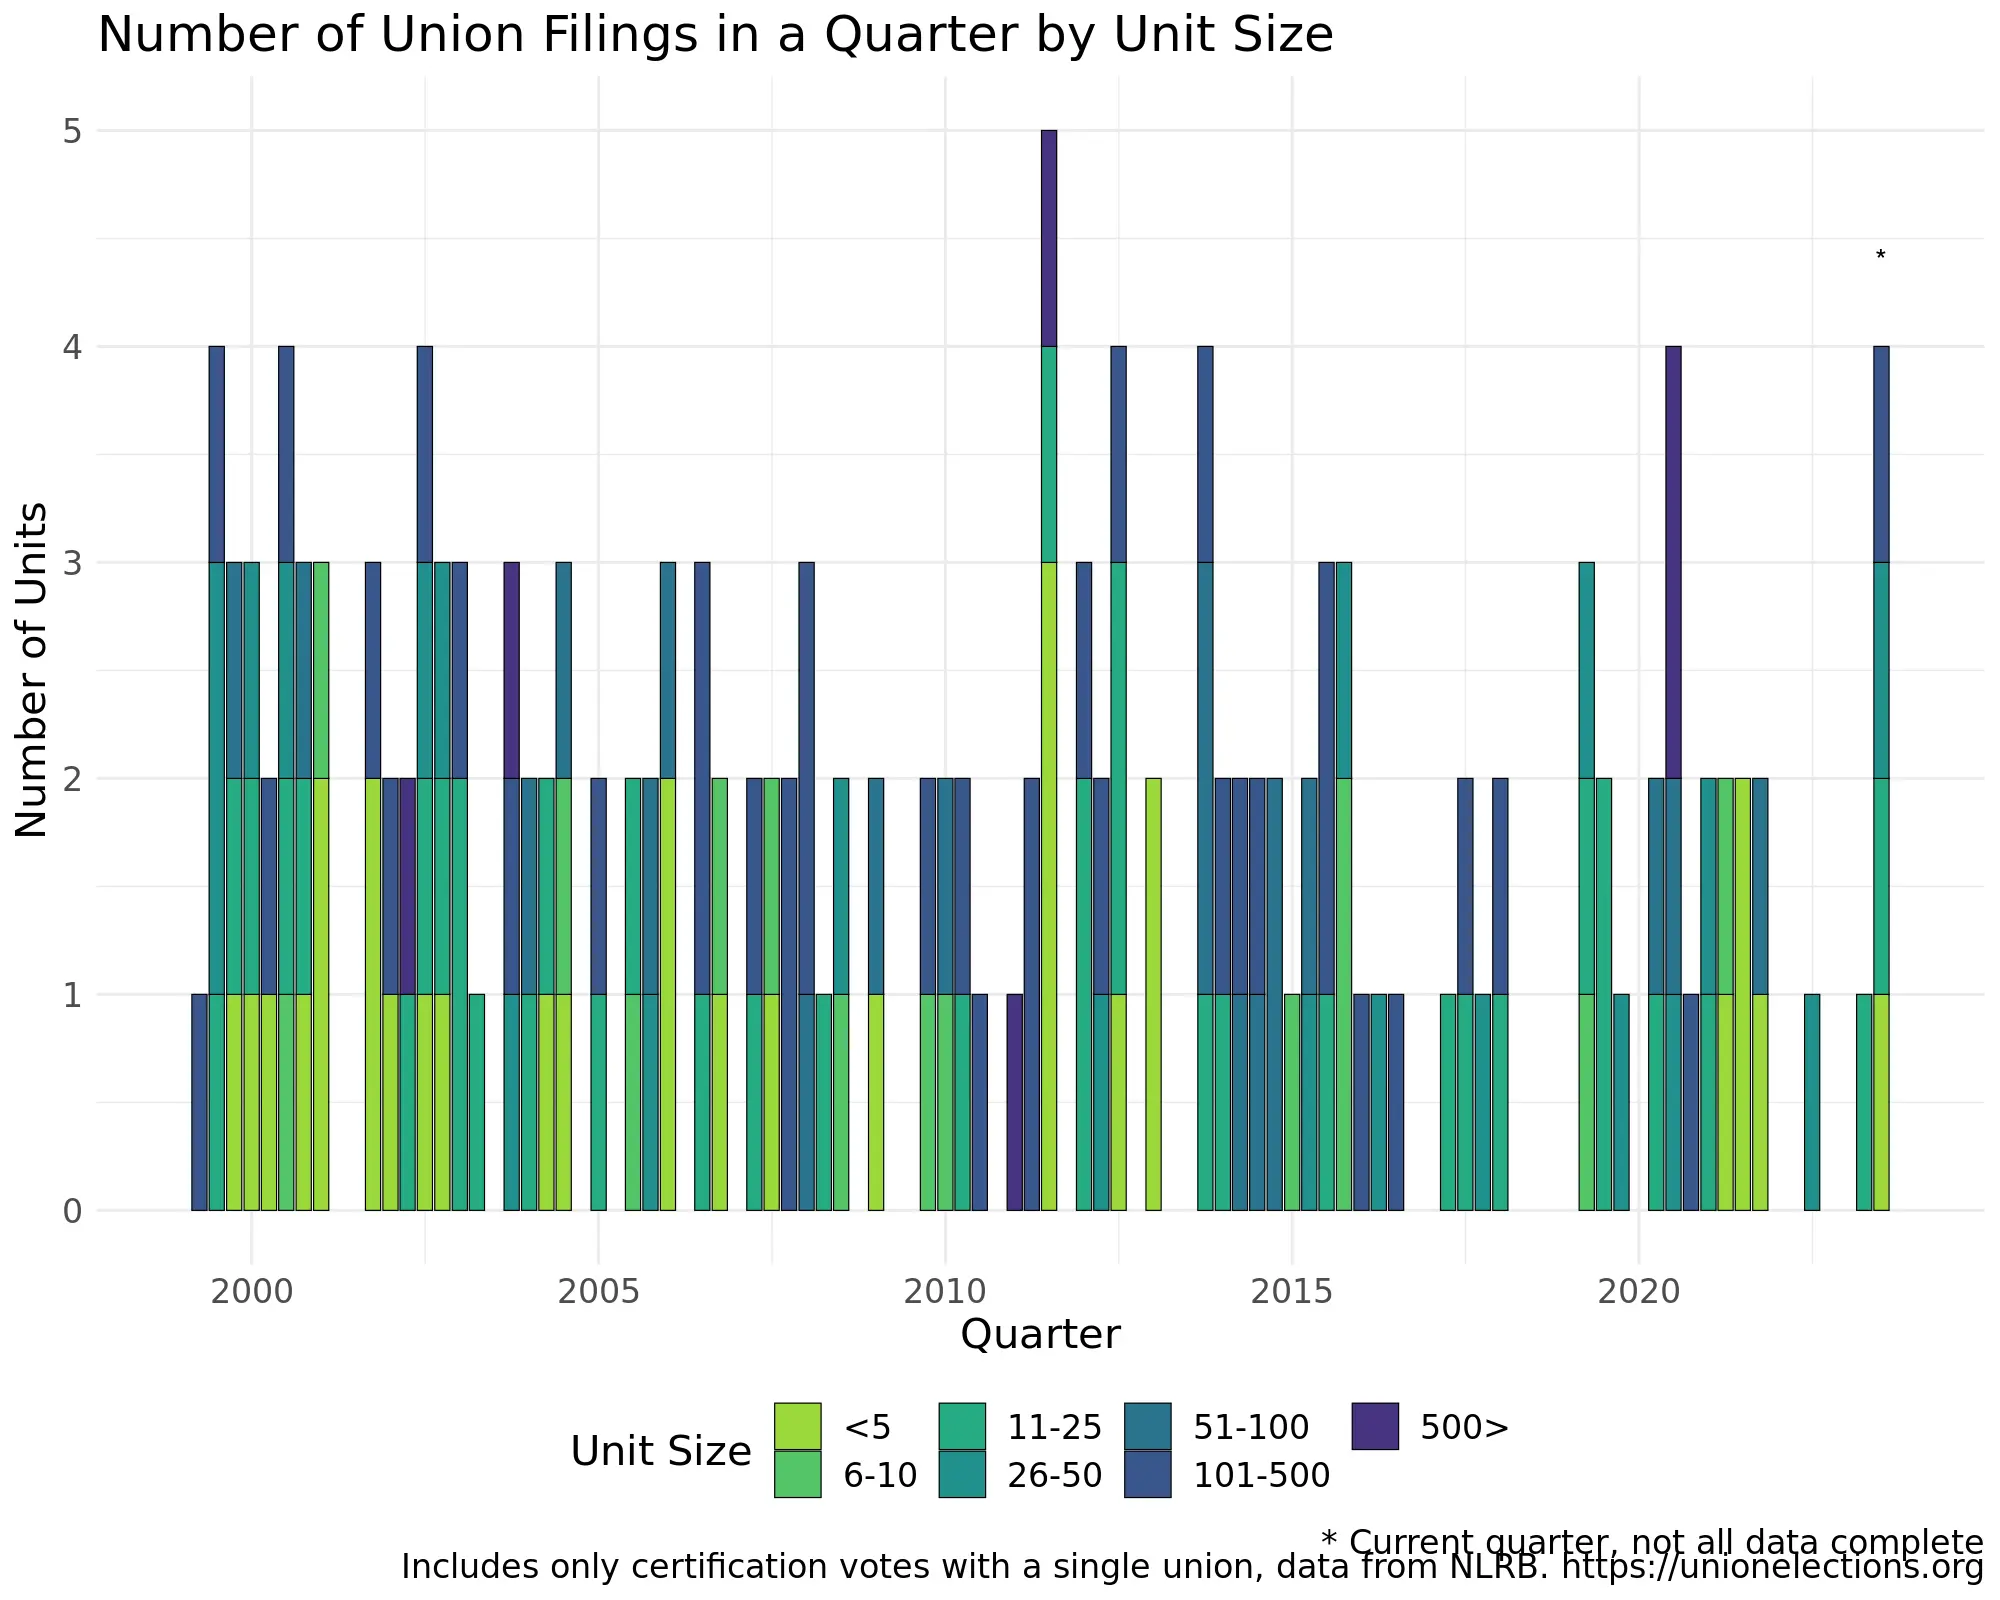 Number of Union Filings in a Quarter by Unit Size
Number of Units
5
4
3
2
1
0
*
2000 2005 2010 2015 2020
Quarter
Unit Size
<5 11-25 51-100 500>
6-10 26-50 101-500
* Current quarter, not all data complete
Includes only certification votes with a single union, data from NLRB. https://unionelections.org